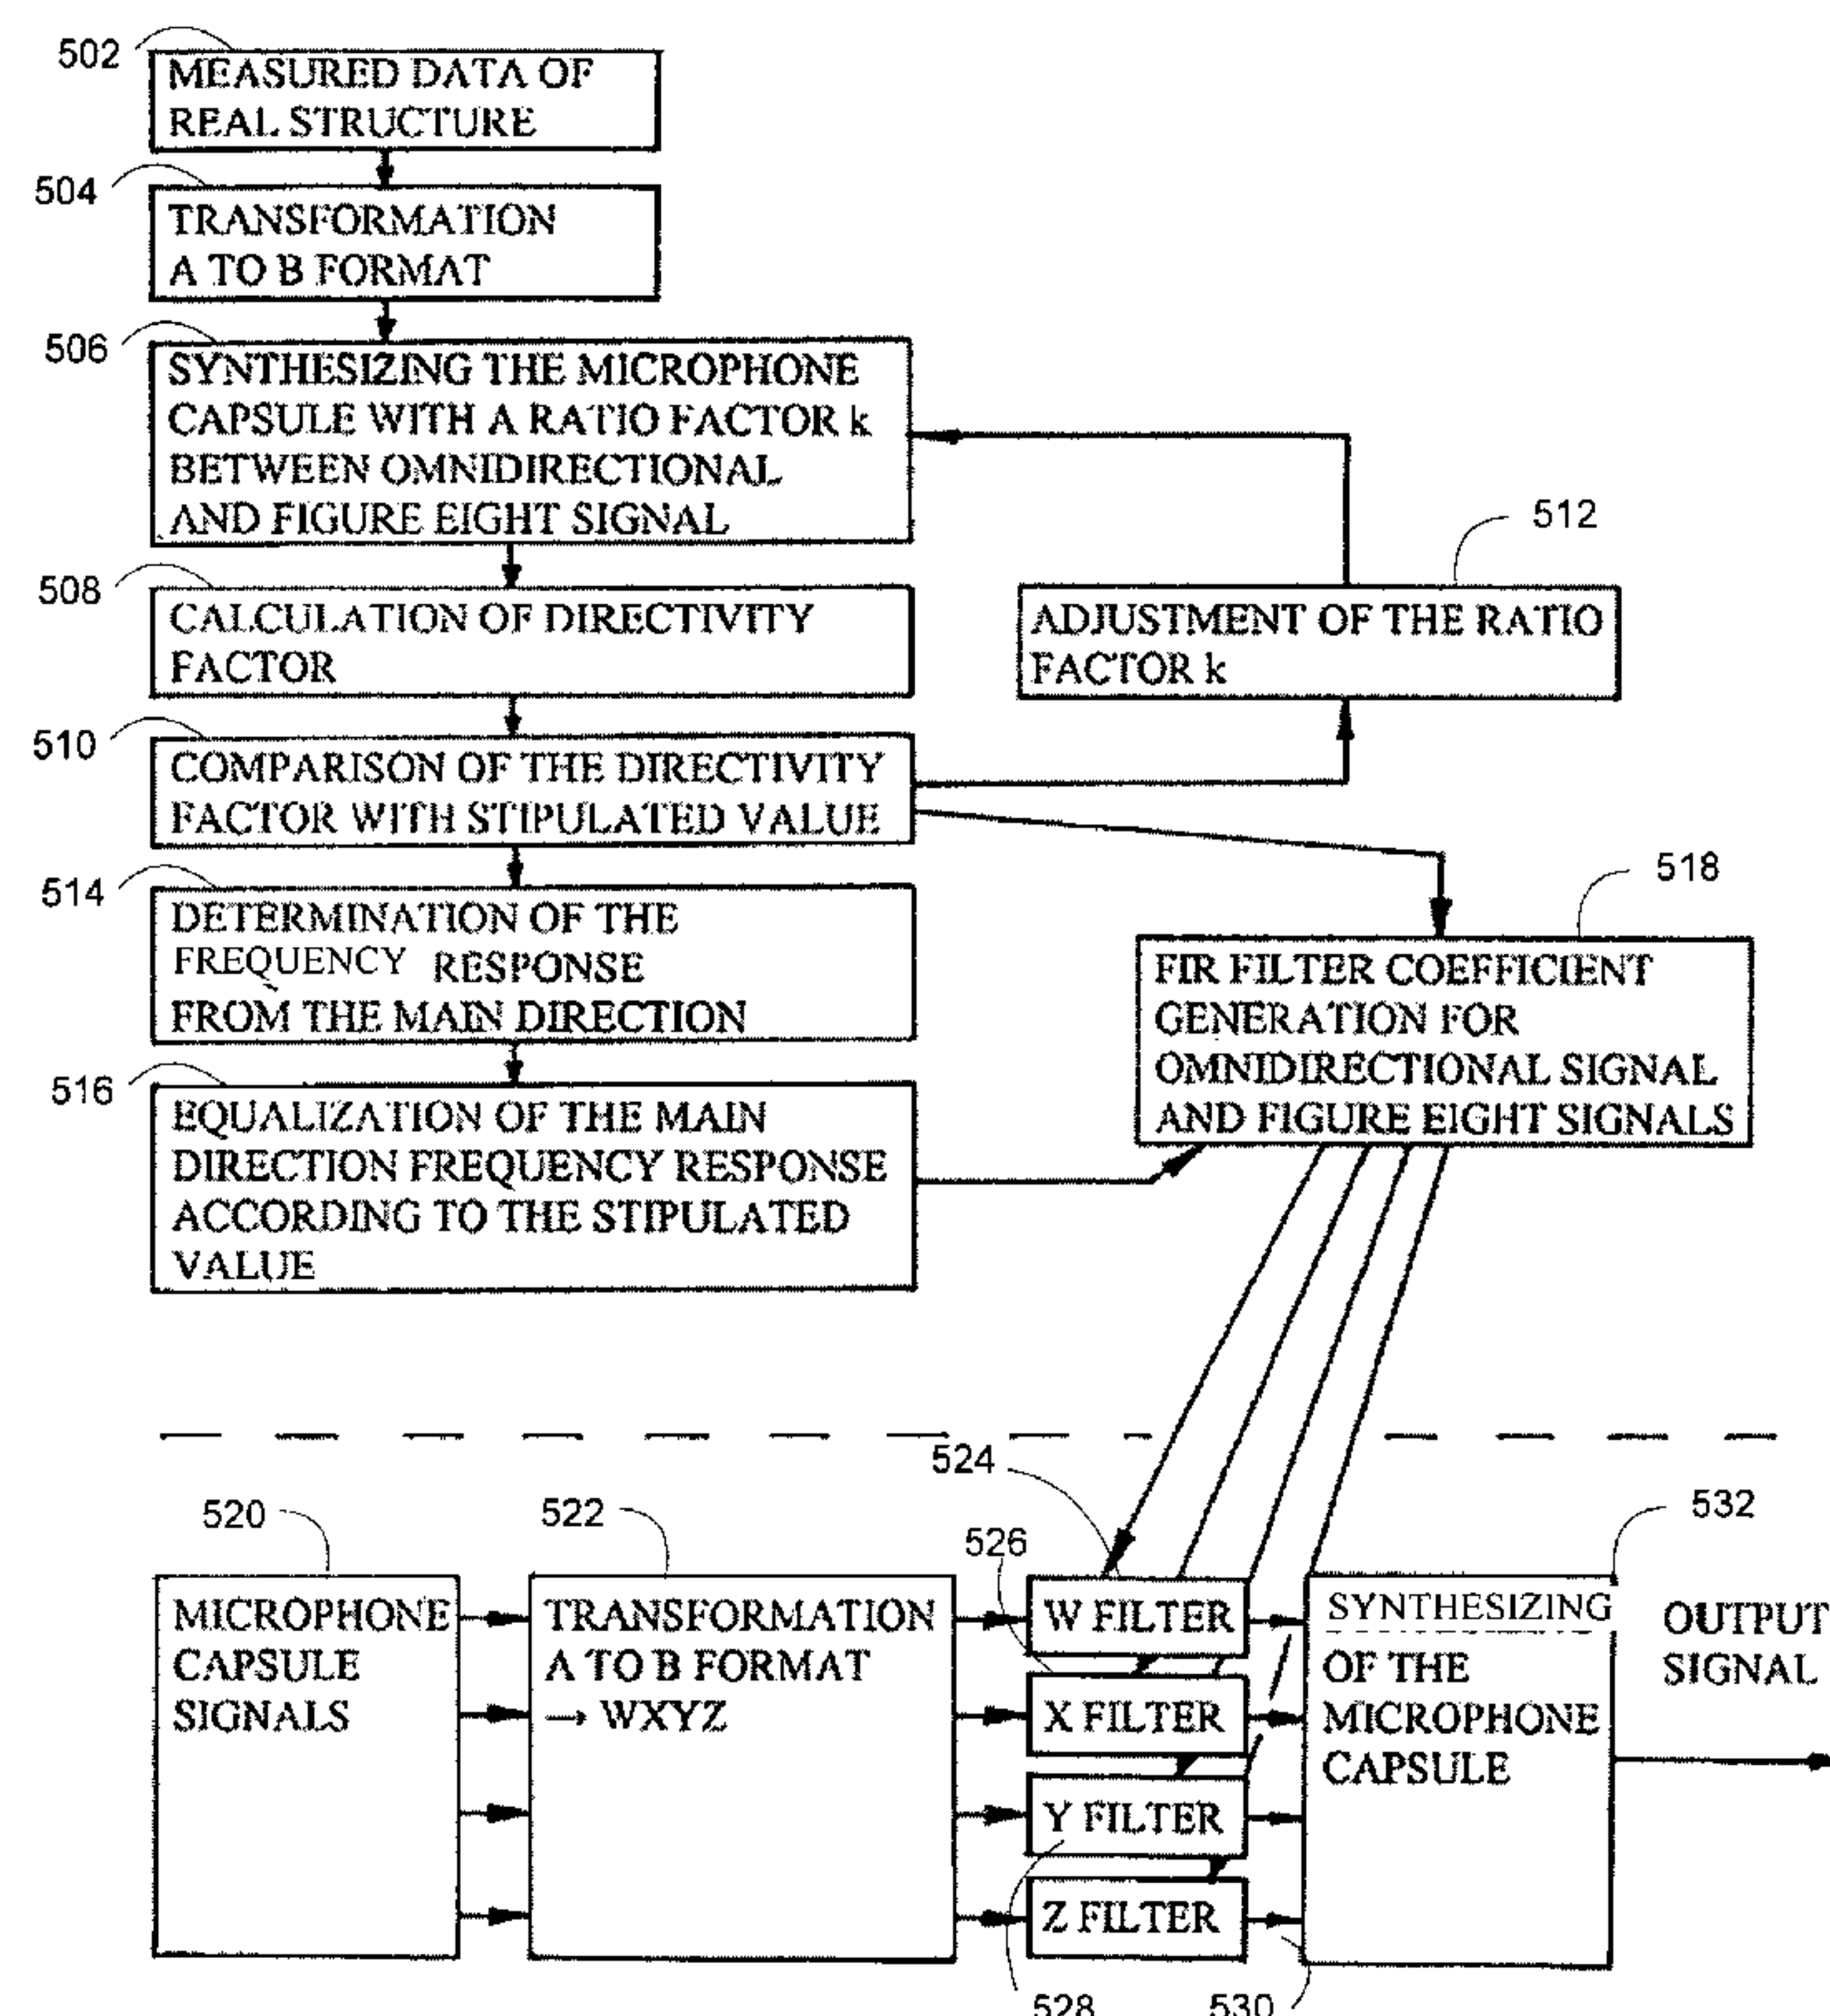 502
MEASURED DATA OF
REAL STRUCTURE
504
TRANSFORMATION
A TO B FORMAT
506
SYNTHESIZING THE MICROPHONE
CAPSULE WITH A RATIO FACTOR k
BETWEEN OMNIDIRECTIONAL
AND FIGURE EIGHT SIGNAL
508
CALCULATION OF DIRECTIVITY
FACTOR
512
ADJUSTMENT OF THE RATIO
FACTOR k
510
COMPARISON OF THE DIRECTIVITY
FACTOR WITH STIPULATED VALUE
514
DETERMINATION OF THE
FREQUENCY RESPONSE
FROM THE MAIN DIRECTION
518
FIR FILTER COEFFICIENT
GENERATION FOR
OMNIDIRECTIONAL SIGNAL
AND FIGURE EIGHT SIGNALS
516
EQUALIZATION OF THE MAIN
DIRECTION FREQUENCY RESPONSE
ACCORDING TO THE STIPULATED
VALUE
520
MICROPHONE
CAPSULE
SIGNALS
522
TRANSFORMATION
A TO B FORMAT
→ WXYZ
524
W FILTER
526
X FILTER
Y FILTER
528
Z FILTER
530
532
SYNTHESIZING
OF THE
MICROPHONE
CAPSULE
OUTPUT
SIGNAL